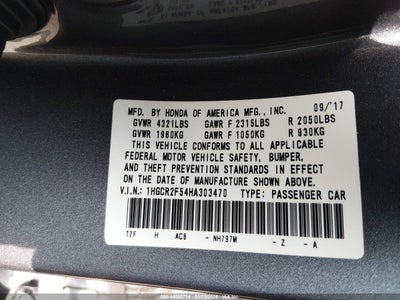 MFD. BY HONDA OF AMERICA MFG., INC. 09/'17
GVWR 4321LBS GAWR F 2315LBS R 2050LBS
GVWR 1960KG GAWR F 1050KG R 930KG
THIS VEHICLE CONFORMS TO ALL APPLICABLE
FEDERAL MOTOR VEHICLE SAFETY, BUMPER,
AND THEFT PREVENTION STANDARDS IN EFFECT
ON THE DATE OF MANUFACTURE SHOWN ABOVE.
V.I.N.: 1HGCR2F54HA303470 TYPE: PASSENGER CAR
T2F H AC8 - NH797M - Z - A